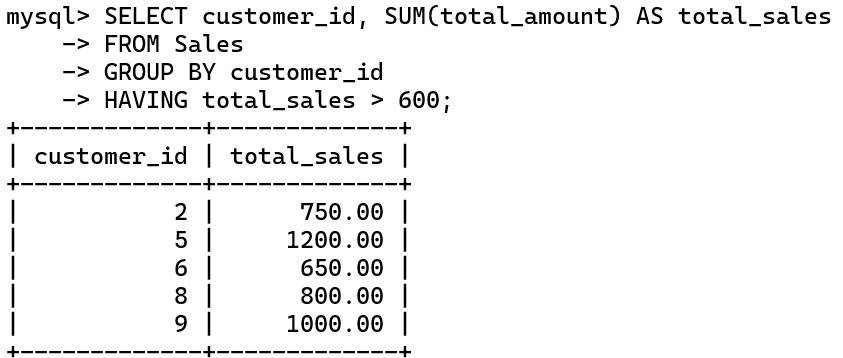 mysql> SELECT customer_id, SUM(total_amount) AS total_sales
    -> FROM Sales
    -> GROUP BY customer_id
    -> HAVING total_sales > 600;
+-------------+-------------+
| customer_id | total_sales |
+-------------+-------------+
|           2 |      750.00 |
|           5 |     1200.00 |
|           6 |      650.00 |
|           8 |      800.00 |
|           9 |     1000.00 |
+-------------+-------------+